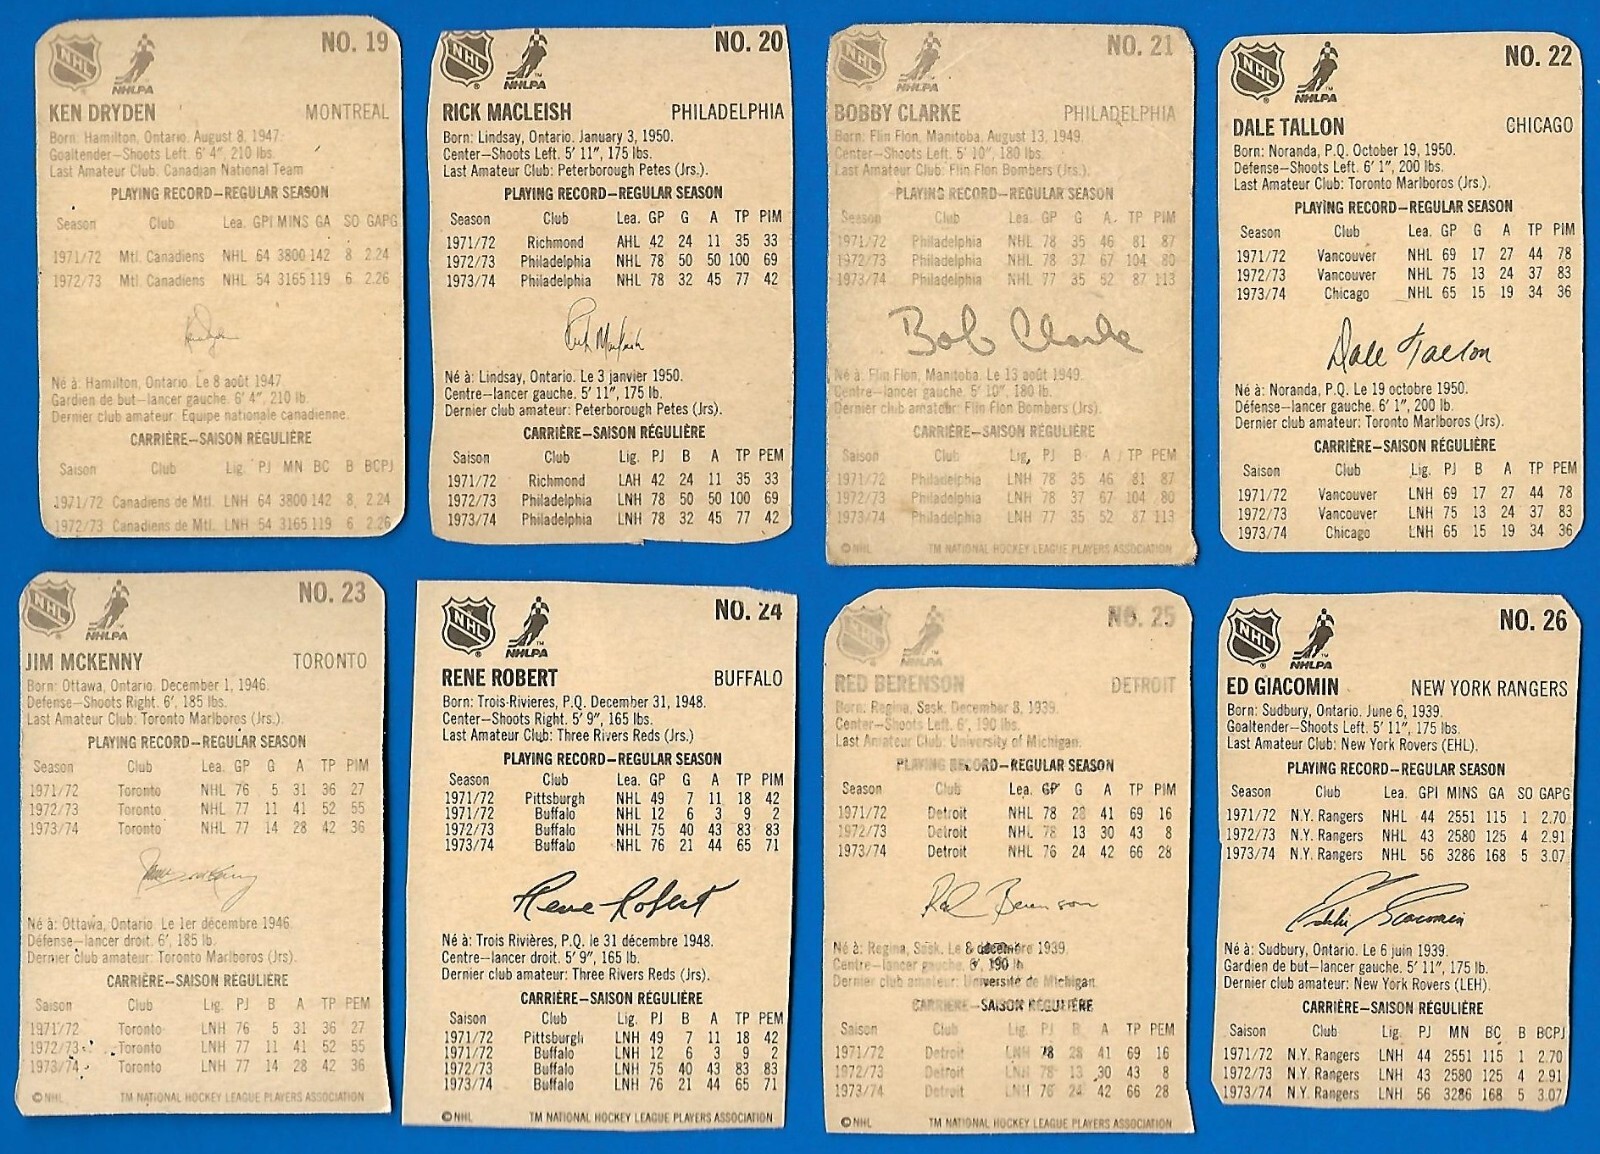 NHL
NHLPA
NO. 19
KEN DRYDEN MONTREAL
Born: Hamilton, Ontario. August 8, 1947.
Goaltender—Shoots Left. 6' 4", 210 lbs.
Last Amateur Club: Canadian National Team
PLAYING RECORD—REGULAR SEASON
Season Club Lea. GPI MINS GA SO GAPG
1971/72 Mtl. Canadiens NHL 64 3800 142 8 2.24
1972/73 Mtl. Canadiens NHL 54 3165 119 6 2.26
Né à: Hamilton, Ontario. Le 8 août 1947
Gardien de but—lancer gauche. 6' 4", 210 lb.
Dernier club amateur: Equipe nationale canadienne.
CARRIÈRE—SAISON RÉGULIÈRE
Saison Club Lig. PJ MN BC B BCPJ
1971/72 Canadiens de Mtl. LNH 64 3800 142 8 2.24
1972/73 Canadiens de Mtl. LNH 54 3165 119 6 2.26
NHL
NHLPA
NO. 20
RICK MACLEISH PHILADELPHIA
Born: Lindsay, Ontario. January 3, 1950.
Center—Shoots Left. 5' 11", 175 lbs.
Last Amateur Club: Peterborough Petes (Jrs.)
PLAYING RECORD—REGULAR SEASON
Season Club Lea. GP G A TP PIM
1971/72 Richmond AHL 42 24 11 35 33
1972/73 Philadelphia NHL 78 50 50 100 69
1973/74 Philadelphia NHL 78 32 45 77 42
Rick MacLeish
Né à: Lindsay, Ontario. Le 3 janvier 1950.
Centre—lancer gauche. 5' 11", 175 lb.
Dernier club amateur: Peterborough Petes (Jrs)
CARRIÈRE—SAISON RÉGULIÈRE
Saison Club Lig. PJ B A TP PEM
1971/72 Richmond LAH 42 24 11 35 33
1972/73 Philadelphia LNH 78 50 50 100 69
1973/74 Philadelphia LNH 78 32 45 77 42
NHL
NHLPA
NO. 21
BOBBY CLARKE PHILADELPHIA
Born: Flin Flon, Manitoba. August 13, 1949.
Center—Shoots Left. 5' 10", 180 lbs.
Last Amateur Club: Flin Flon Bombers (Jrs.).
PLAYING RECORD—REGULAR SEASON
Season Club Lea. GP G A TP PIM
1971/72 Philadelphia NHL 78 35 46 81 87
1972/73 Philadelphia NHL 78 37 67 104 80
1973/74 Philadelphia NHL 77 35 52 87 113
Bob Clarke
Né à: Flin Flon, Manitoba. Le 13 août 1949.
Centre—lancer gauche. 5' 10", 180 lb.
Dernier club amateur: Flin Flon Bombers (Jrs).
CARRIÈRE—SAISON RÉGULIÈRE
Saison Club Lig. PJ B A TP PEM
1971/72 Philadelphia LNH 78 35 46 81 87
1972/73 Philadelphia LNH 78 37 67 104 80
1973/74 Philadelphia LNH 77 35 52 87 113
© NHL TM NATIONAL HOCKEY LEAGUE PLAYERS ASSOCIATION
NHL
NHLPA
NO. 22
DALE TALLON CHICAGO
Born: Noranda, P.Q. October 19, 1950.
Defense—Shoots Left. 6' 1", 200 lbs.
Last Amateur Club: Toronto Marlboros (Jrs.).
PLAYING RECORD—REGULAR SEASON
Season Club Lea. GP G A TP PIM
1971/72 Vancouver NHL 69 17 27 44 78
1972/73 Vancouver NHL 75 13 24 37 83
1973/74 Chicago NHL 65 15 19 34 36
Dale Tallon
Né à: Noranda, P.Q. Le 19 octobre 1950.
Défense—lancer gauche. 6' 1", 200 lb.
Dernier club amateur: Toronto Marlboros (Jrs).
CARRIÈRE—SAISON RÉGULIÈRE
Saison Club Lig. PJ B A TP PEM
1971/72 Vancouver LNH 69 17 27 44 78
1972/73 Vancouver LNH 75 13 24 37 83
1973/74 Chicago LNH 65 15 19 34 36
NHL
NHLPA
NO. 23
JIM MCKENNY TORONTO
Born: Ottawa, Ontario. December 1, 1946.
Defense—Shoots Right. 6', 185 lbs.
Last Amateur Club: Toronto Marlboros (Jrs.).
PLAYING RECORD—REGULAR SEASON
Season Club Lea. GP G A TP PIM
1971/72 Toronto NHL 76 5 31 36 27
1972/73 Toronto NHL 77 11 41 52 55
1973/74 Toronto NHL 77 14 28 42 36
Né à: Ottawa, Ontario. Le 1er décembre 1946.
Défense—lancer droit. 6', 185 lb.
Dernier club amateur: Toronto Marlboros (Jrs).
CARRIÈRE—SAISON RÉGULIÈRE
Saison Club Lig. PJ B A TP PEM
1971/72 Toronto LNH 76 5 31 36 27
1972/73 Toronto LNH 77 11 41 52 55
1973/74 Toronto LNH 77 14 28 42 36
© NHL TM NATIONAL HOCKEY LEAGUE PLAYERS ASSOCIATION
NHL
NHLPA
NO. 24
RENE ROBERT BUFFALO
Born: Trois-Rivieres, P.Q. December 31, 1948.
Center—Shoots Right. 5' 9", 165 lbs.
Last Amateur Club: Three Rivers Reds (Jrs.)
PLAYING RECORD—REGULAR SEASON
Season Club Lea. GP G A TP PIM
1971/72 Pittsburgh NHL 49 7 11 18 42
1971/72 Buffalo NHL 12 6 3 9 2
1972/73 Buffalo NHL 75 40 43 83 83
1973/74 Buffalo NHL 76 21 44 65 71
Rene Robert
Né à: Trois Rivières, P.Q. le 31 décembre 1948.
Centre—lancer droit. 5' 9", 165 lb.
Dernier club amateur: Three Rivers Reds (Jrs).
CARRIÈRE—SAISON RÉGULIÈRE
Saison Club Lig. PJ B A TP PEM
1971/72 Pittsburgh LNH 49 7 11 18 42
1971/72 Buffalo LNH 12 6 3 9 2
1972/73 Buffalo LNH 75 40 43 83 83
1973/74 Buffalo LNH 76 21 44 65 71
© NHL TM NATIONAL HOCKEY LEAGUE PLAYERS ASSOCIATION
NHL
NHLPA
NO. 25
RED BERENSON DETROIT
Born: Regina, Sask. December 8, 1939.
Center—Shoots Left. 6', 190 lbs.
Last Amateur Club: University of Michigan.
PLAYING RECORD—REGULAR SEASON
Season Club Lea. GP G A TP PIM
1971/72 Detroit NHL 78 28 41 69 16
1972/73 Detroit NHL 78 13 30 43 8
1973/74 Detroit NHL 76 24 42 66 28
Red Berenson
Né à: Regina, Sask. Le 8 décembre 1939.
Centre—lancer gauche. 6', 190 lb.
Dernier club amateur: Université de Michigan.
CARRIERE—SAISON RÉGULIÈRE
Saison Club Lig. PJ B A TP PEM
1971/72 Detroit LNH 78 28 41 69 16
1972/73 Detroit LNH 78 13 30 43 8
1973/74 Detroit LNH 76 24 42 66 28
© NHL TM NATIONAL HOCKEY LEAGUE PLAYERS ASSOCIATION
NHL
NHLPA
NO. 26
ED GIACOMIN NEW YORK RANGERS
Born: Sudbury, Ontario. June 6, 1939.
Goaltender—Shoots Left. 5' 11", 175 lbs.
Last Amateur Club: New York Rovers (EHL).
PLAYING RECORD—REGULAR SEASON
Season Club Lea. GPI MINS GA SO GAPG
1971/72 N.Y. Rangers NHL 44 2551 115 1 2.70
1972/73 N.Y. Rangers NHL 43 2580 125 4 2.91
1973/74 N.Y. Rangers NHL 56 3286 168 5 3.07
Eddie Giacomin
Né à: Sudbury, Ontario. Le 6 juin 1939.
Gardien de but—lancer gauche. 5' 11", 175 lb.
Dernier club amateur: New York Rovers (LEH).
CARRIÈRE—SAISON RÉGULIÈRE
Saison Club Lig. PJ MN BC B BCPJ
1971/72 N.Y. Rangers LNH 44 2551 115 1 2.70
1972/73 N.Y. Rangers LNH 43 2580 125 4 2.91
1973/74 N.Y. Rangers LNH 56 3286 168 5 3.07